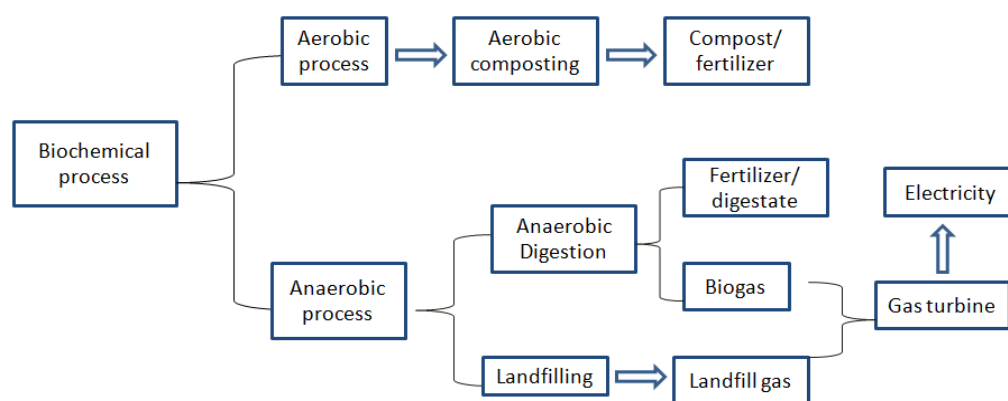 Aerobic
process
Aerobic
composting
Compost/
fertilizer
Biochemical
process
Fertilizer/
digestate
Electricity
Anaerobic
Digestion
Anaerobic
process
Biogas
Gas turbine
Landfilling
Landfill gas